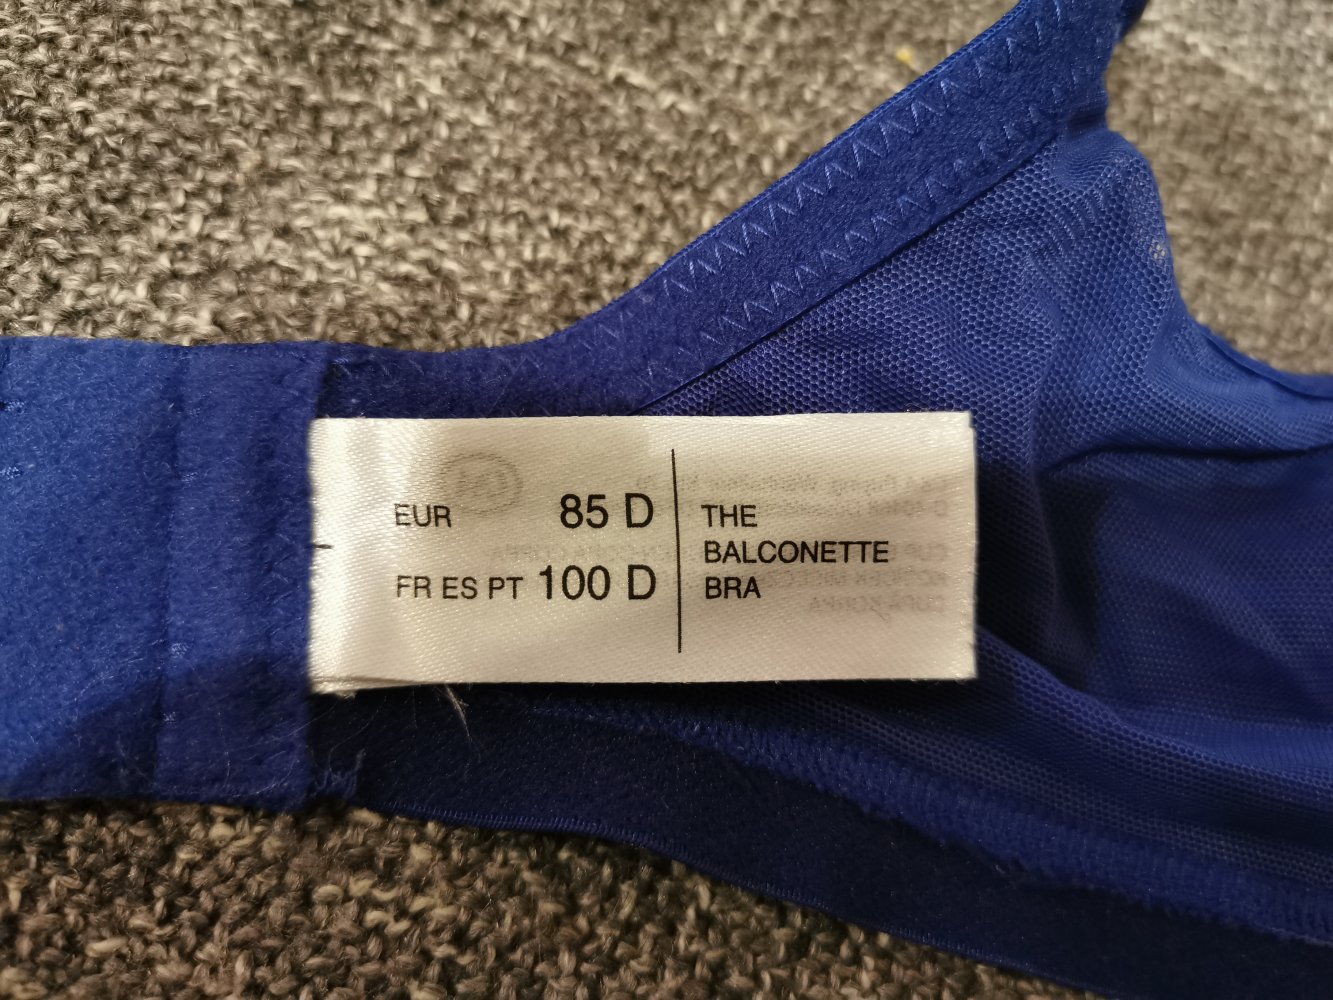 EUR 85 D
FR ES PT 100 D
THE
BALCONETTE
BRA